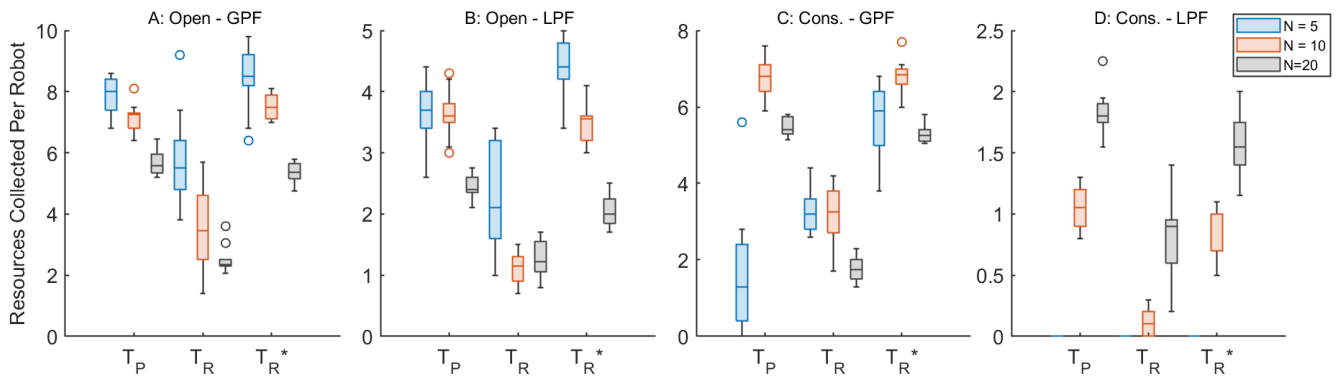 A: Open - GPF
B: Open - LPF
C: Cons. - GPF
D: Cons. - LPF
N = 5
N = 10
N=20
Resources Collected Per Robot
10
8
6
4
2
0
T_P T_R T_R*
5
4
3
2
1
0
T_P T_R T_R*
8
6
4
2
0
T_P T_R T_R*
2.5
2
1.5
1
0.5
0
T_P T_R T_R*